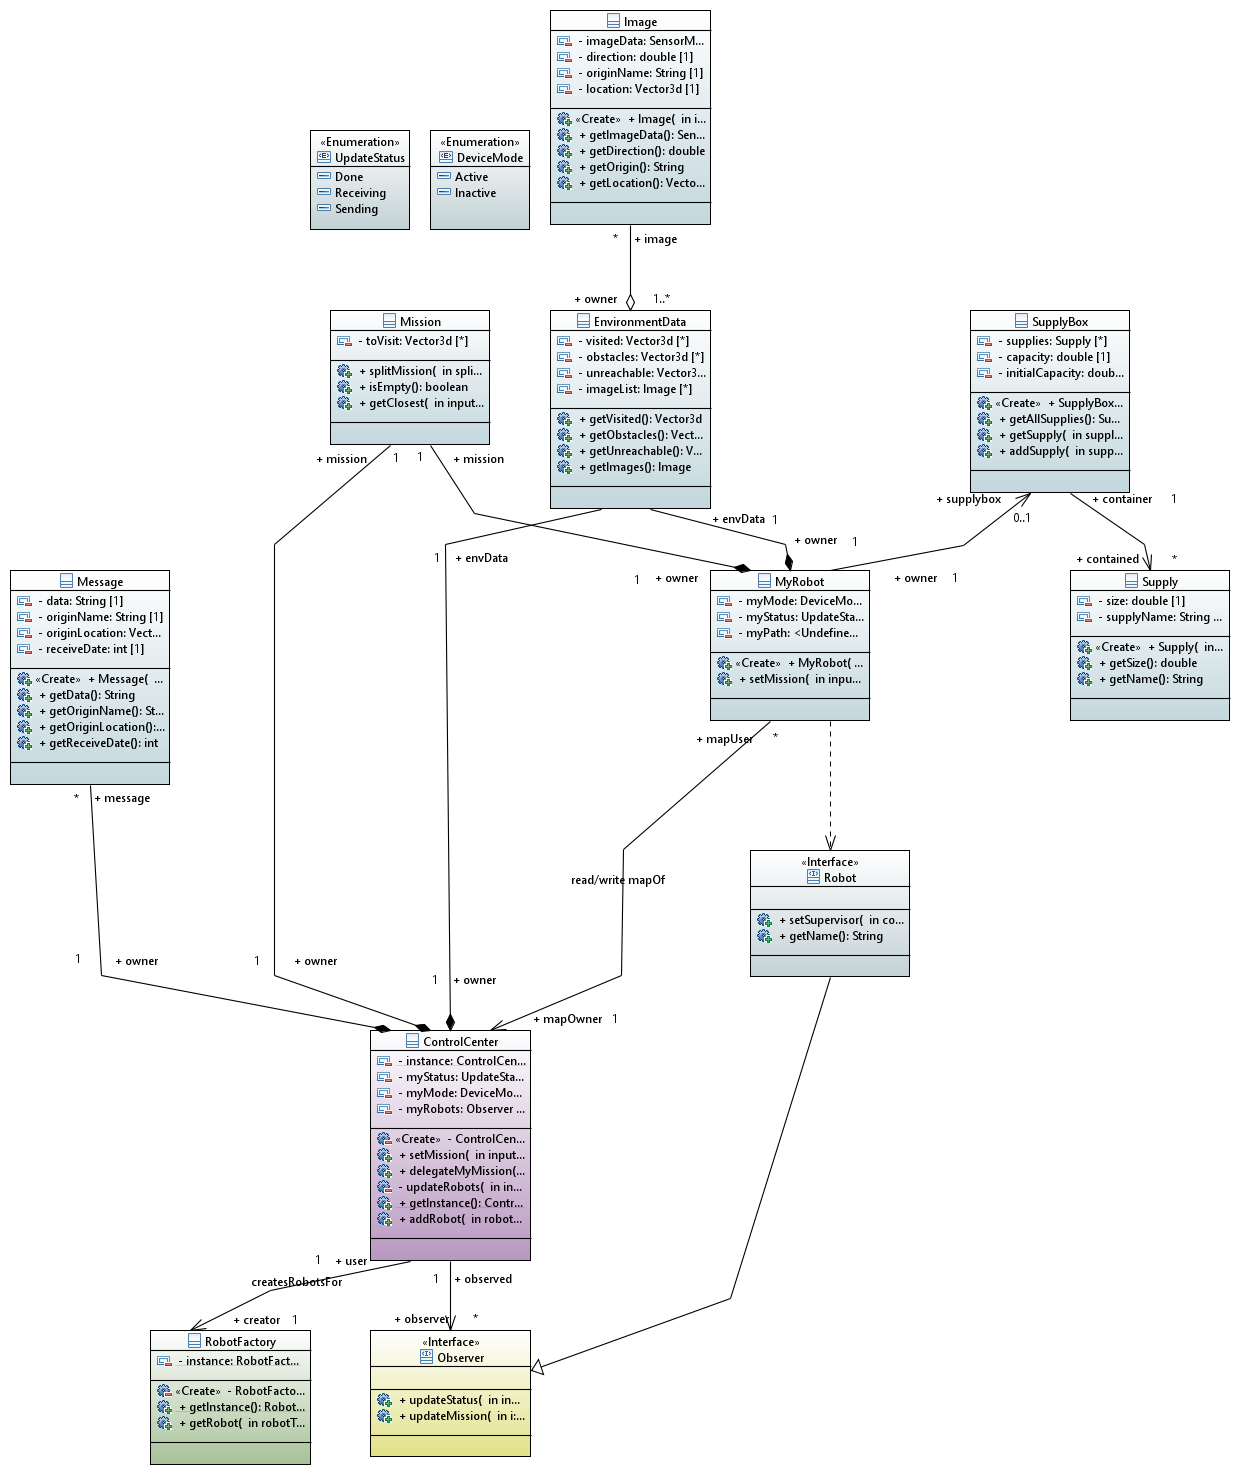 Image
- imageData: SensorM...
- direction: double [1]
- originName: String [1]
- location: Vector3d [1]
«Create» + Image( in i...
+ getImageData(): Sen...
+ getDirection(): double
+ getOrigin(): String
+ getLocation(): Vecto...
«Enumeration»
UpdateStatus
Done
Receiving
Sending
«Enumeration»
DeviceMode
Active
Inactive
* + image
+ owner 1..*
Mission
- toVisit: Vector3d [*]
+ splitMission( in spli...
+ isEmpty(): boolean
+ getClosest( in input...
EnvironmentData
- visited: Vector3d [*]
- obstacles: Vector3d [*]
- unreachable: Vector3...
- imageList: Image [*]
+ getVisited(): Vector3d
+ getObstacles(): Vect...
+ getUnreachable(): V...
+ getImages(): Image
SupplyBox
- supplies: Supply [*]
- capacity: double [1]
- initialCapacity: doub...
«Create» + SupplyBox...
+ getAllSupplies(): Su...
+ getSupply( in suppl...
+ addSupply( in supp...
+ mission 1
1 + mission
+ supplybox
0..1
+ container 1
+ envData 1
+ owner 1
1 + envData
1 + owner
+ owner 1
+ contained *
Message
- data: String [1]
- originName: String [1]
- originLocation: Vect...
- receiveDate: int [1]
«Create» + Message( ...
+ getData(): String
+ getOriginName(): St...
+ getOriginLocation():...
+ getReceiveDate(): int
MyRobot
- myMode: DeviceMo...
- myStatus: UpdateSta...
- myPath: <Undefine...
«Create» + MyRobot( ...
+ setMission( in inpu...
Supply
- size: double [1]
- supplyName: String ...
«Create» + Supply( in...
+ getSize(): double
+ getName(): String
+ mapUser *
* + message
«Interface»
Robot
+ setSupervisor( in co...
+ getName(): String
read/write mapOf
1 + owner
1 + owner
1 + owner
+ mapOwner 1
ControlCenter
- instance: ControlCen...
- myStatus: UpdateSta...
- myMode: DeviceMo...
- myRobots: Observer ...
«Create» - ControlCen...
+ setMission( in input...
+ delegateMyMission(...
- updateRobots( in in...
+ getInstance(): Contr...
+ addRobot( in robot...
1 + user
createsRobotsFor
1 + observed
+ creator 1
+ observer *
RobotFactory
- instance: RobotFact...
«Create» - RobotFacto...
+ getInstance(): Robot...
+ getRobot( in robotT...
«Interface»
Observer
+ updateStatus( in in...
+ updateMission( in i:...